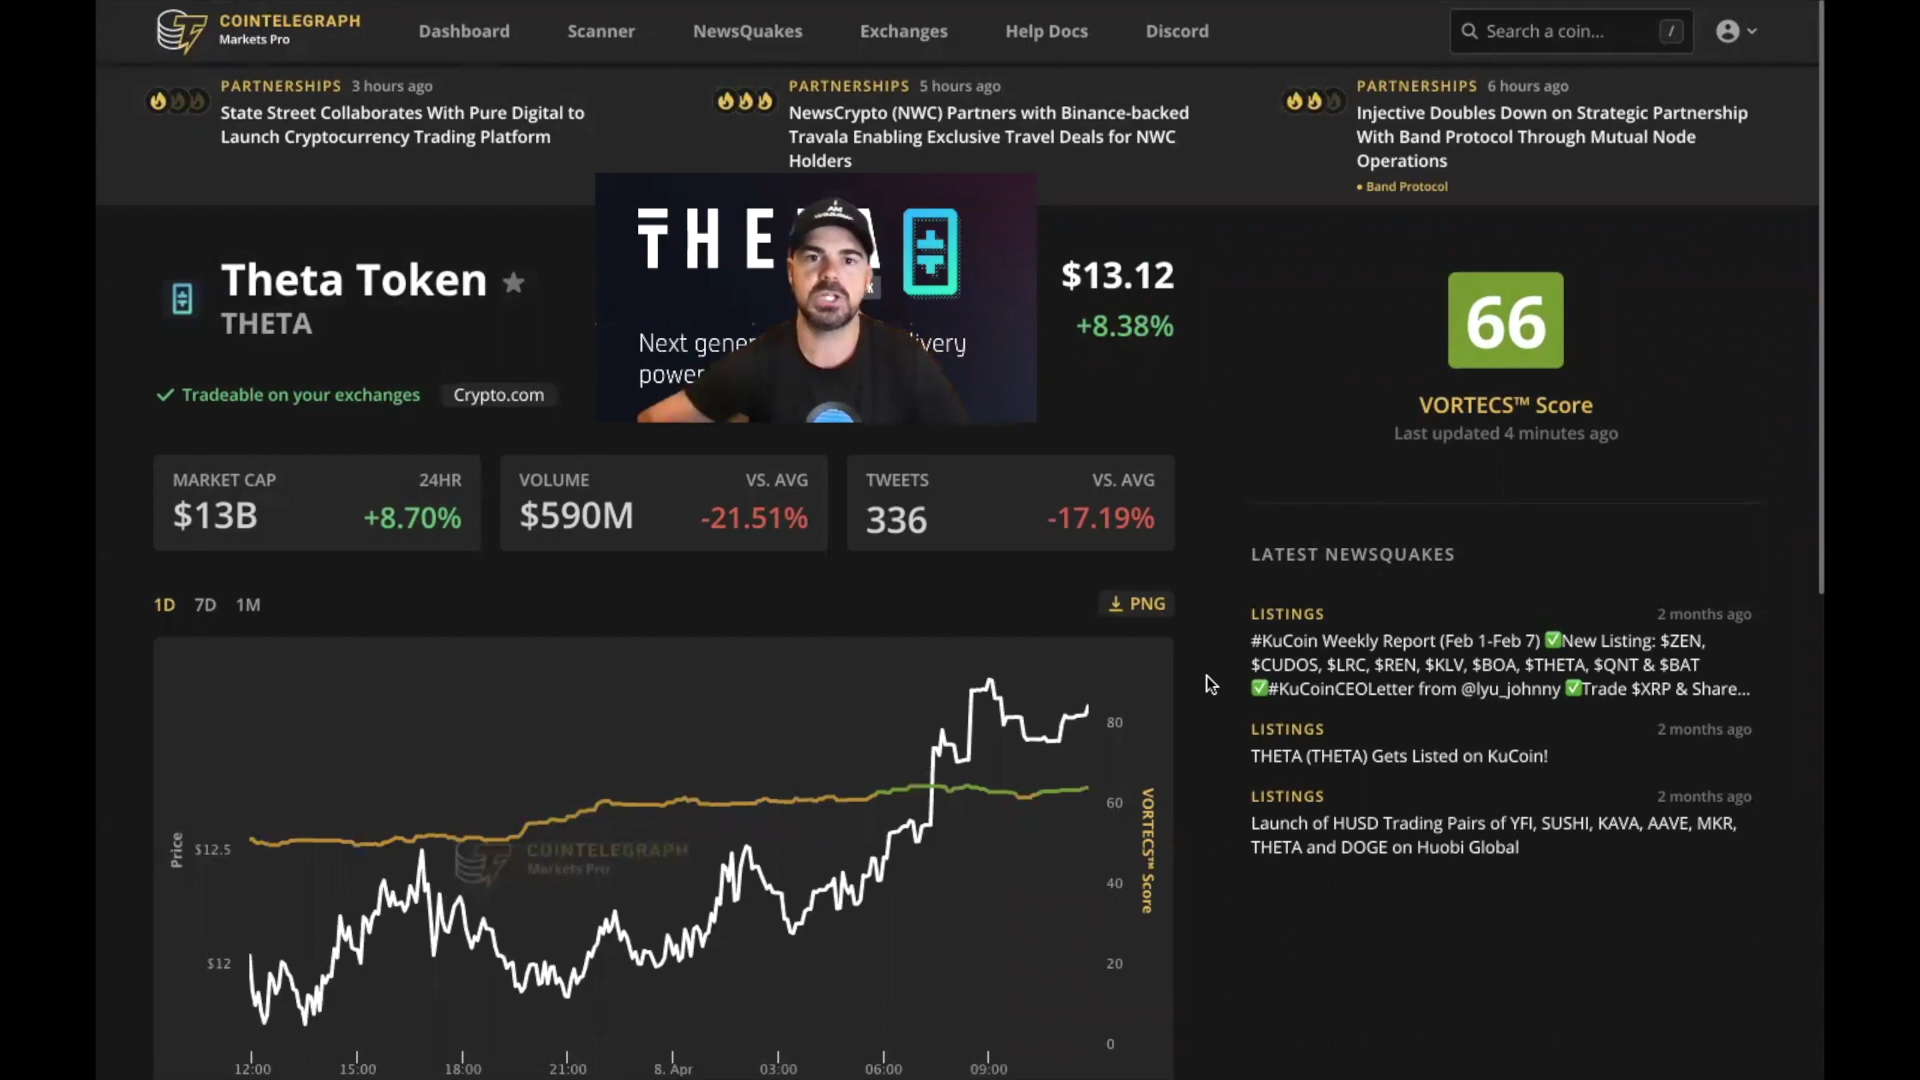 COINTELEGRAPH
Markets Pro
Dashboard
Scanner
NewsQuakes
Exchanges
Help Docs
Discord
Search a coin...
/
PARTNERSHIPS 3 hours ago
State Street Collaborates With Pure Digital to
Launch Cryptocurrency Trading Platform
PARTNERSHIPS 5 hours ago
NewsCrypto (NWC) Partners with Binance-backed
Travala Enabling Exclusive Travel Deals for NWC
Holders
PARTNERSHIPS 6 hours ago
Injective Doubles Down on Strategic Partnership
With Band Protocol Through Mutual Node
Operations
• Band Protocol
Theta Token
THETA
Tradeable on your exchanges
Crypto.com
THE
I AM
Next
$13.12
+8.38%
66
VORTECS™ Score
Last updated 4 minutes ago
MARKET CAP 24HR
$13B +8.70%
VOLUME VS. AVG
$590M -21.51%
TWEETS VS. AVG
336 -17.19%
1D 7D 1M
PNG
LATEST NEWSQUAKES
LISTINGS 2 months ago
#KuCoin Weekly Report (Feb 1-Feb 7) ✅New Listing: $ZEN,
$CUDOS, $LRC, $REN, $KLV, $BOA, $THETA, $QNT & $BAT
✅#KuCoinCEOLetter from @lyu_johnny ✅Trade $XRP & Share...
LISTINGS 2 months ago
THETA (THETA) Gets Listed on KuCoin!
LISTINGS 2 months ago
Launch of HUSD Trading Pairs of YFI, SUSHI, KAVA, AAVE, MKR,
THETA and DOGE on Huobi Global
Price
$12.5
$12
COINTELEGRAPH
Markets Pro
80
60
40
20
0
VORTECS™ Score
12:00 15:00 18:00 21:00 8. Apr 03:00 06:00 09:00